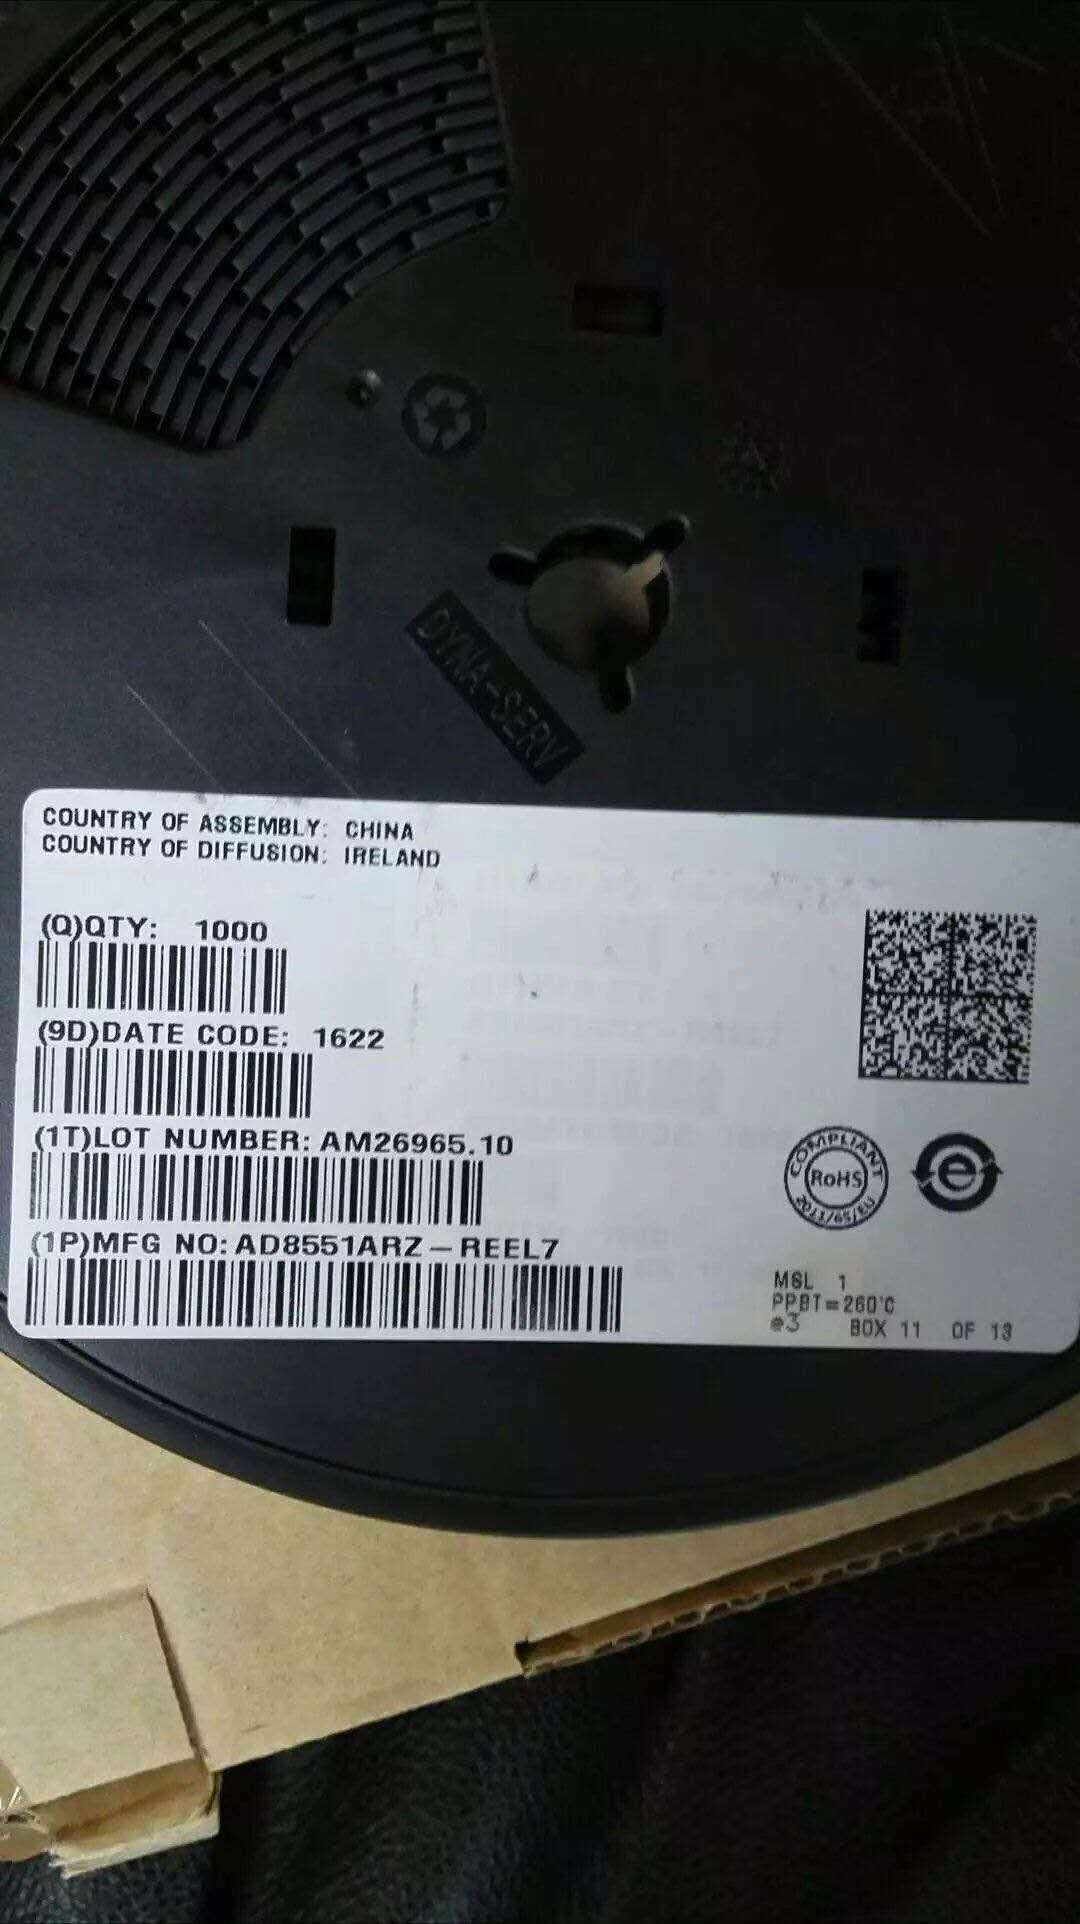 DYNA-SERV
COUNTRY OF ASSEMBLY: CHINA
COUNTRY OF DIFFUSION: IRELAND
(Q)QTY: 1000
(9D)DATE CODE: 1622
(1T)LOT NUMBER: AM26965.10
(1P)MFG NO: AD8551ARZ-REEL7
COMPLIANT
RoHS
e
MSL 1
PPBT=260°C
e3 BOX 11 OF 13